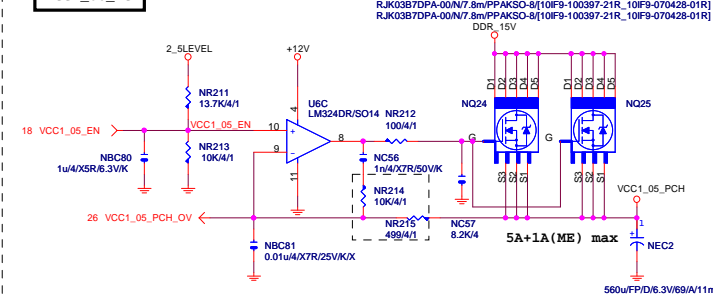 RJK03B7DPA-00/N/7.8m/PPAKSO-8/[10IF9-100397-21R_10IF9-070428-01R]
RJK03B7DPA-00/N/7.8m/PPAKSO-8/[10IF9-100397-21R_10IF9-070428-01R]
DDR_15V
2_5LEVEL
+12V
D1
D2
D3
D4
D5
D1
D2
D3
D4
D5
NR211
13.7K/4/1
U6C
LM324DR/SO14
NQ24
NQ25
4
NR212
100/4/1
18 VCC1_05_EN
VCC1_05_EN
10
+
9
-
8
11
G
G
NBC80
1u/4/X5R/6.3V/K
NR213
10K/4/1
NC56
1n/4/X7R/50V/K
S3
S2
S1
S3
S2
S1
NR214
10K/4/1
VCC1_05_PCH
26 VCC1_05_PCH_OV
NR215
499/4/1
NC57
8.2K/4
1
+
5A+1A(ME) max
NEC2
NBC81
0.01u/4/X7R/25V/K/X
560u/FP/D/6.3V/69/A/11m